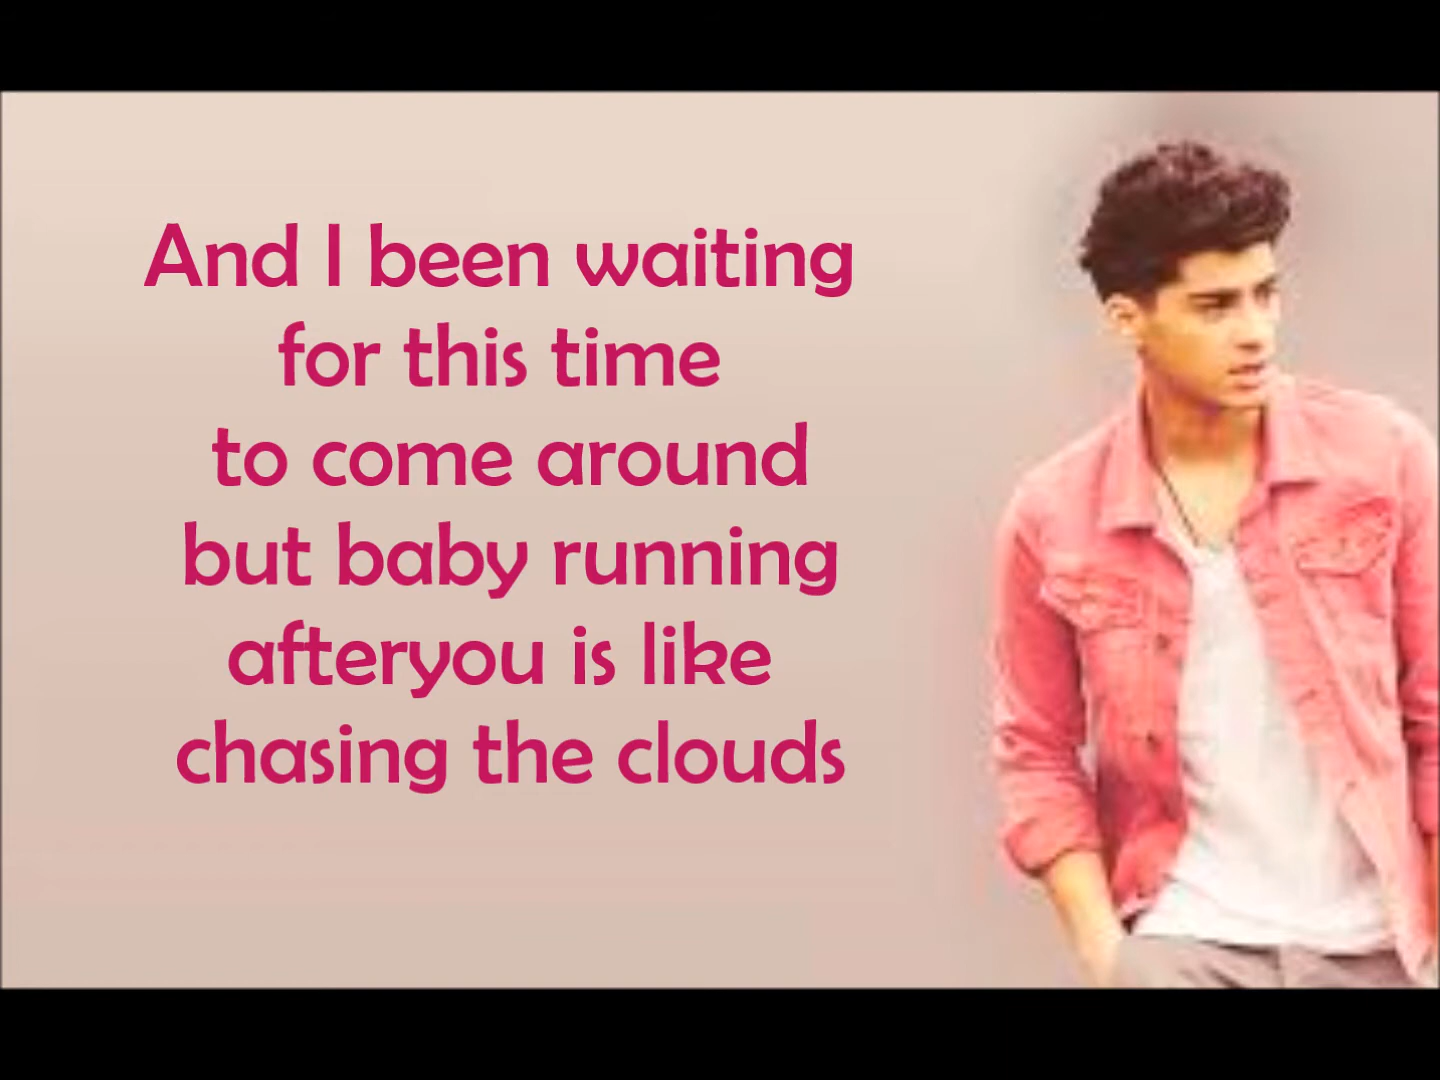 And I been waiting
for this time
to come around
but baby running
afteryou is like
chasing the clouds